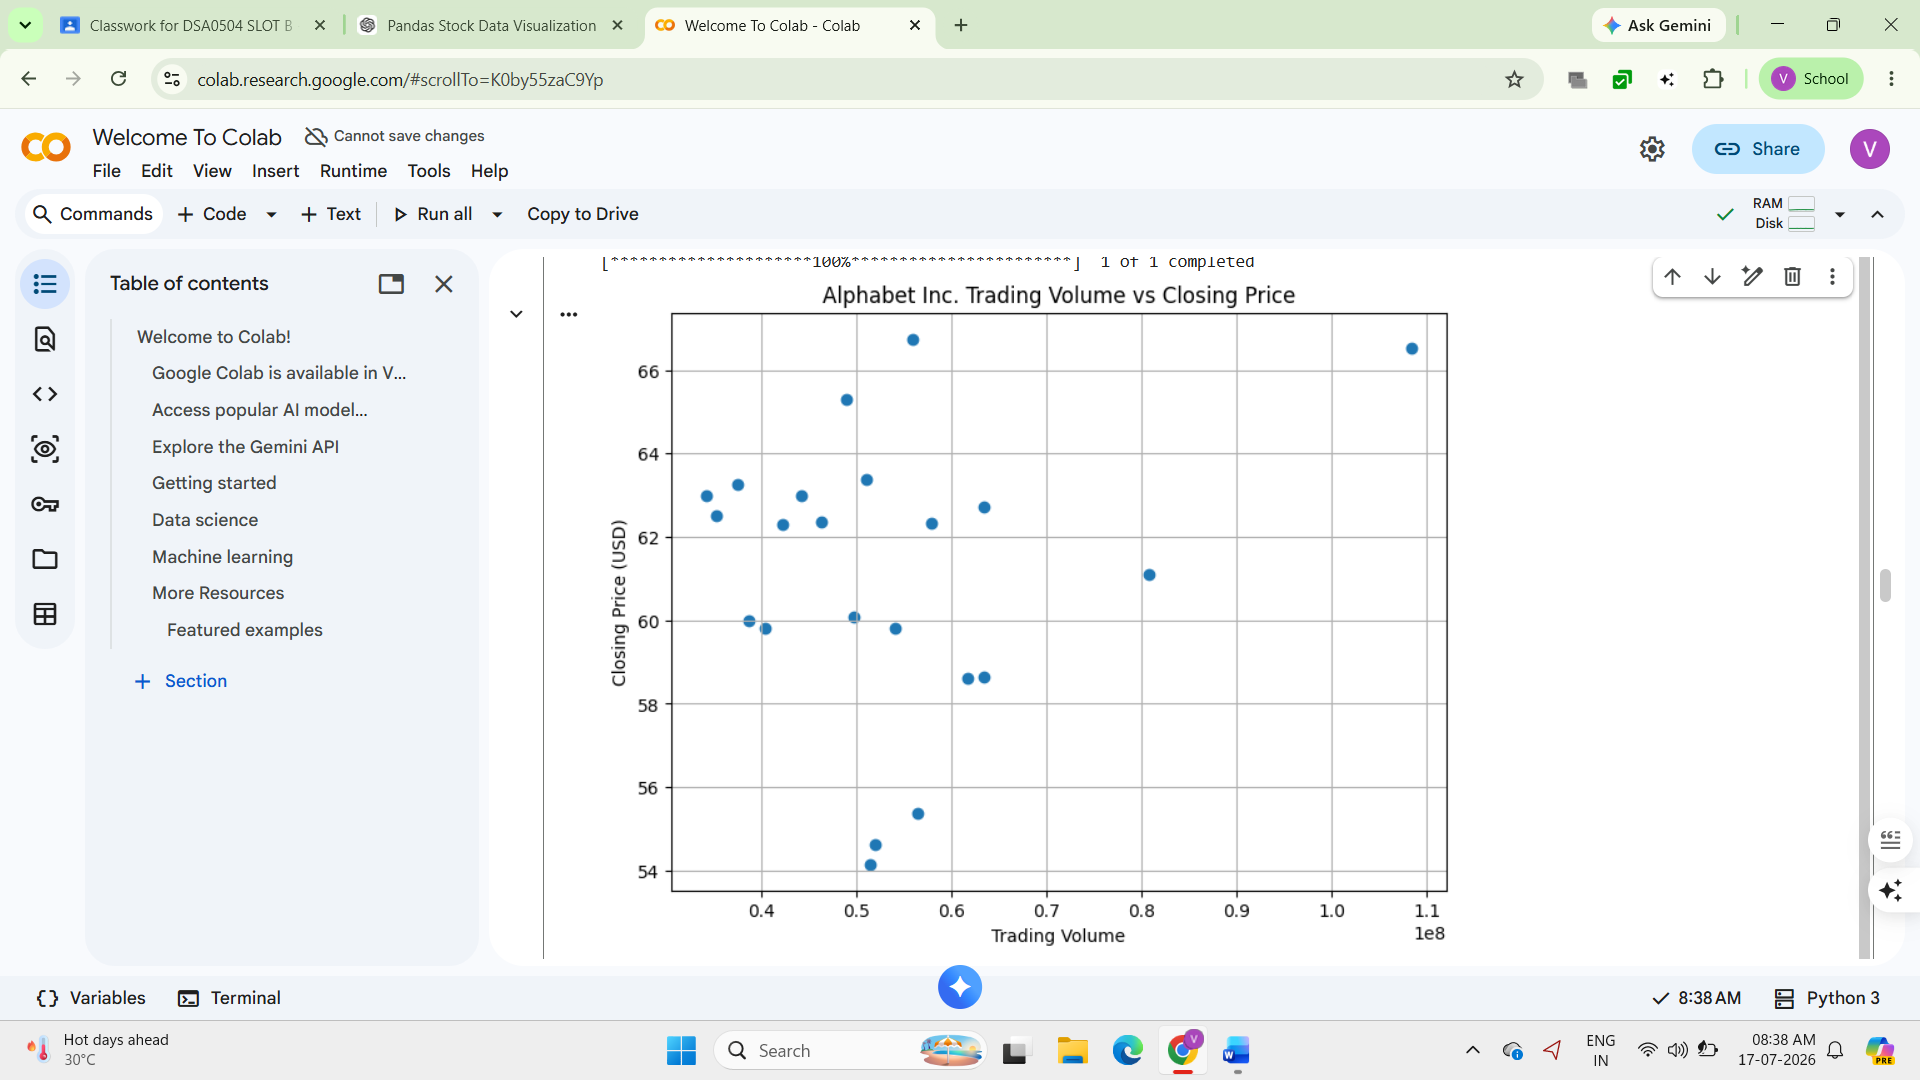 Classwork for DSA0504 SLOT B
Pandas Stock Data Visualization
Welcome To Colab - Colab
Ask Gemini
colab.research.google.com/#scrollTo=K0by55zaC9Yp
V School
Welcome To Colab
Cannot save changes
File Edit View Insert Runtime Tools Help
Share
V
Commands + Code + Text Run all Copy to Drive
RAM
Disk
Table of contents
Welcome to Colab!
Google Colab is available in V...
Access popular AI model...
Explore the Gemini API
Getting started
Data science
Machine learning
More Resources
Featured examples
+ Section
[*********************100%***********************] 1 of 1 completed
Alphabet Inc. Trading Volume vs Closing Price
66
64
62
60
58
56
54
Closing Price (USD)
0.4 0.5 0.6 0.7 0.8 0.9 1.0 1.1
1e8
Trading Volume
Variables
Terminal
8:38 AM
Python 3
Hot days ahead
30°C
Search
V
W
ENG
IN
08:38 AM
17-07-2026
PRE